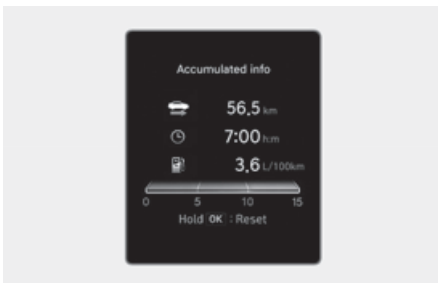 Accumulated info
56.5 km
7:00 h:m
3.6 L/100km
0 5 10 15
Hold OK : Reset